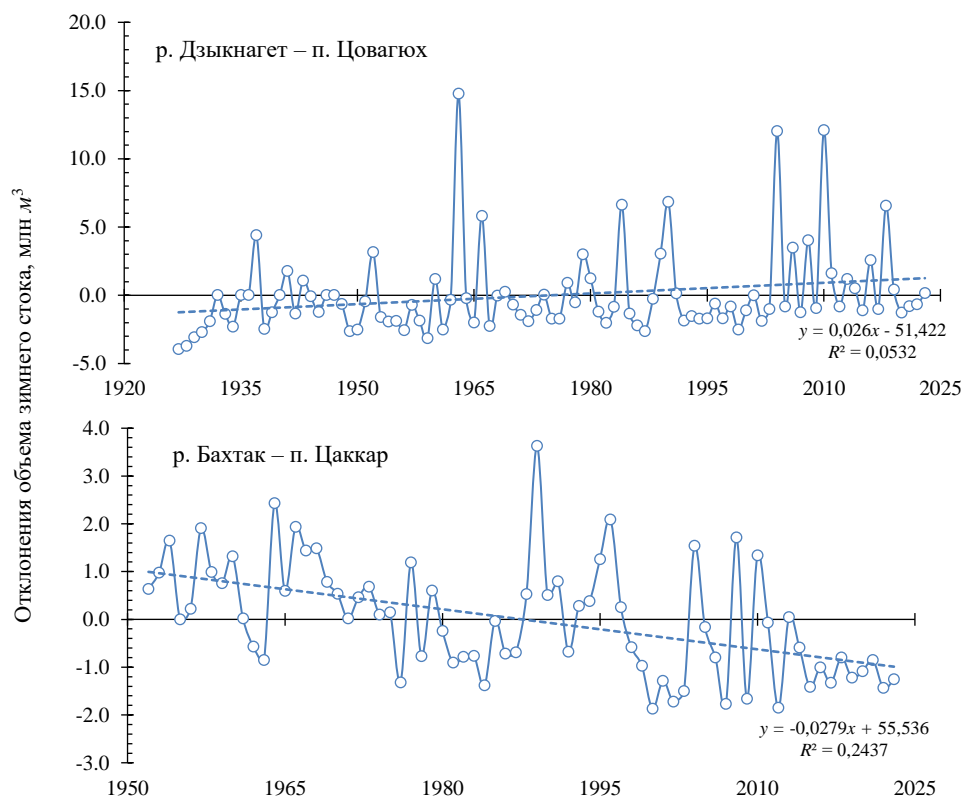 Отклонения объема зимнего стока, млн м³
р. Дзыкнагет – п. Цовагюх
20.0
15.0
10.0
5.0
0.0
-5.0
y = 0,026x - 51,422
R² = 0,0532
1920 1935 1950 1965 1980 1995 2010 2025
р. Бахтак – п. Цаккар
4.0
3.0
2.0
1.0
0.0
-1.0
-2.0
-3.0
y = -0,0279x + 55,536
R² = 0,2437
1950 1965 1980 1995 2010 2025